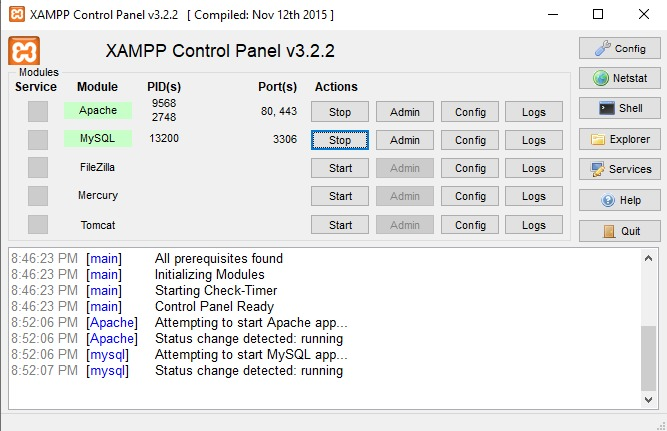 XAMPP Control Panel v3.2.2 [ Compiled: Nov 12th 2015 ]
XAMPP Control Panel v3.2.2
Config
Modules
Service Module PID(s) Port(s) Actions
Netstat
Apache 9568 2748 80, 443 Stop Admin Config Logs
Shell
MySQL 13200 3306 Stop Admin Config Logs
Explorer
FileZilla Start Admin Config Logs
Services
Mercury Start Admin Config Logs
Help
Tomcat Start Admin Config Logs
Quit
8:46:23 PM [main] All prerequisites found
8:46:23 PM [main] Initializing Modules
8:46:23 PM [main] Starting Check-Timer
8:46:23 PM [main] Control Panel Ready
8:52:06 PM [Apache] Attempting to start Apache app...
8:52:06 PM [Apache] Status change detected: running
8:52:06 PM [mysql] Attempting to start MySQL app...
8:52:07 PM [mysql] Status change detected: running